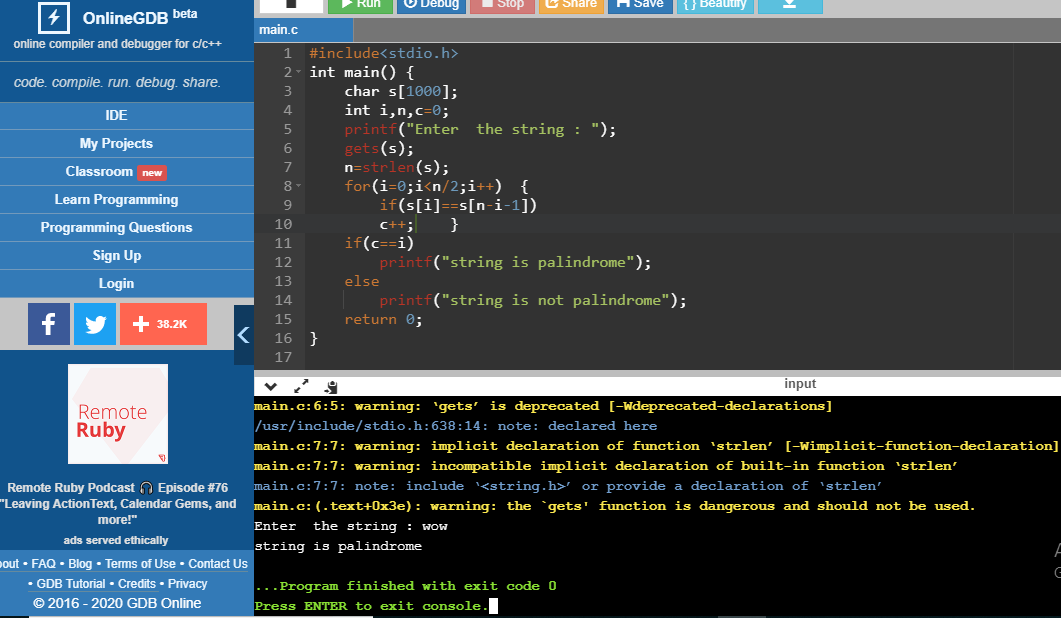 OnlineGDB beta
online compiler and debugger for c/c++
code. compile. run. debug. share.
IDE
My Projects
Classroom new
Learn Programming
Programming Questions
Sign Up
Login
f
+ 38.2K
Remote
Ruby
Remote Ruby Podcast 🎧 Episode #76
"Leaving ActionText, Calendar Gems, and
more!"
ads served ethically
• FAQ • Blog • Terms of Use • Contact Us
• GDB Tutorial • Credits • Privacy
© 2016 - 2020 GDB Online
Run Debug Stop Share Save { } Beautify
main.c
1 #include<stdio.h>
2 int main() {
3 char s[1000];
4 int i,n,c=0;
5 printf("Enter  the string : ");
6 gets(s);
7 n=strlen(s);
8 for(i=0;i<n/2;i++)  {
9 if(s[i]==s[n-i-1])
10 c++;    }
11 if(c==i)
12 printf("string is palindrome");
13 else
14 printf("string is not palindrome");
15 return 0;
16 }
17
input
main.c:6:5: warning: ‘gets’ is deprecated [-Wdeprecated-declarations]
/usr/include/stdio.h:638:14: note: declared here
main.c:7:7: warning: implicit declaration of function ‘strlen’ [-Wimplicit-function-declaration]
main.c:7:7: warning: incompatible implicit declaration of built-in function ‘strlen’
main.c:7:7: note: include ‘<string.h>’ or provide a declaration of ‘strlen’
main.c:(.text+0x3e): warning: the `gets' function is dangerous and should not be used.
Enter  the string : wow
string is palindrome
...Program finished with exit code 0
Press ENTER to exit console.